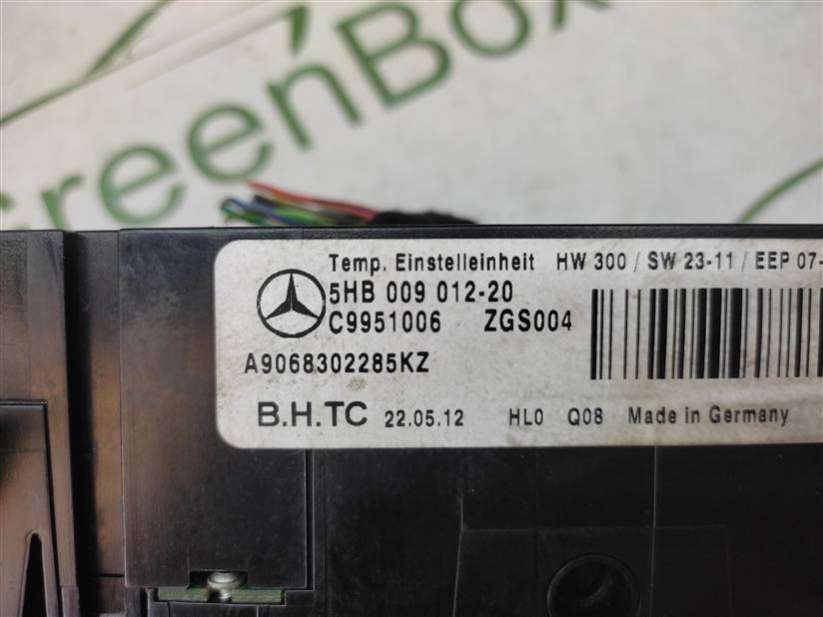 GreenBox
Temp. Einstelleinheit HW 300 / SW 23-11 / EEP 07-
5HB 009 012-20
C9951006 ZGS004
A9068302285KZ
B.H.TC 22.05.12 HL0 Q08 Made in Germany